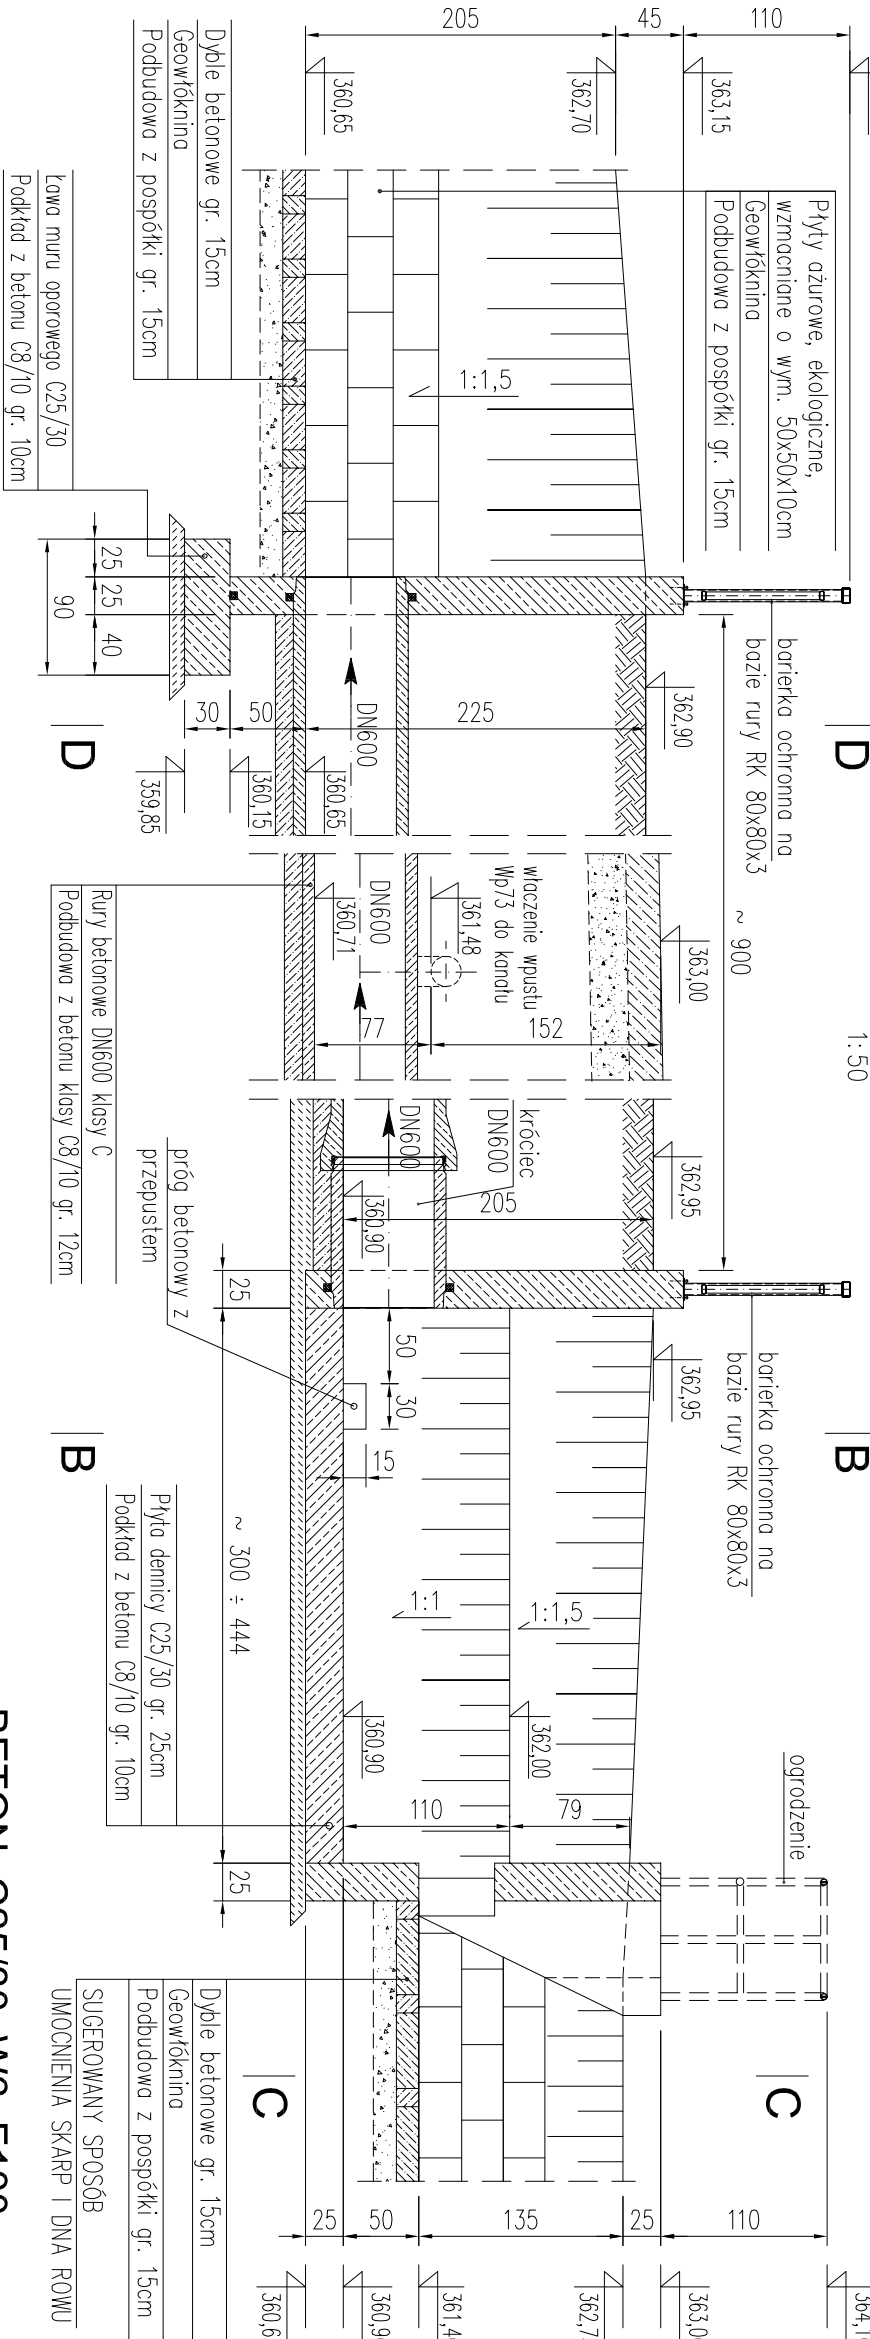 1:50
Płyty ażurowe, ekologiczne,
wzmacniane o wym. 50x50x10cm
Geowłóknina
Podbudowa z pospółki gr. 15cm
barierka ochronna na
bazie rury RK 80x80x3
barierka ochronna na
bazie rury RK 80x80x3
ogrodzenie
D
B
C
110
45
205
363,15
362,70
360,65
1:1,5
362,90
~ 900
363,00
362,95
362,95
225
DN600
50
30
360,65
360,15
359,85
włączenie wpustu
Wp73 do kanału
361,48
DN600
360,71
77
152
króciec
DN600
DN600
205
360,90
25
50
30
15
1:1,5
1:1
362,00
360,90
110
79
~ 300 ÷ 444
25
25
25
40
90
Dyble betonowe gr. 15cm
Geowłóknina
Podbudowa z pospółki gr. 15cm
Ława muru oporowego C25/30
Podkład z betonu C8/10 gr. 10cm
Rury betonowe DN600 klasy C
Podbudowa z betonu klasy C8/10 gr. 12cm
próg betonowy z
przepustem
Płyta dennicy C25/30 gr. 25cm
Podkład z betonu C8/10 gr. 10cm
Dyble betonowe gr. 15cm
Geowłóknina
Podbudowa z pospółki gr. 15cm
SUGEROWANY SPOSÓB
UMOCNIENIA SKARP I DNA ROWU
D
B
C
110
25
135
50
25